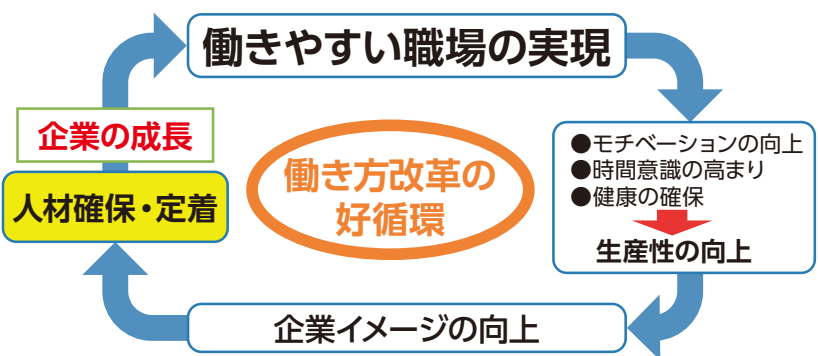 働きやすい職場の実現
●モチベーションの向上
●時間意識の高まり
●健康の確保
生産性の向上
企業イメージの向上
人材確保・定着
企業の成長
働き方改革の
好循環